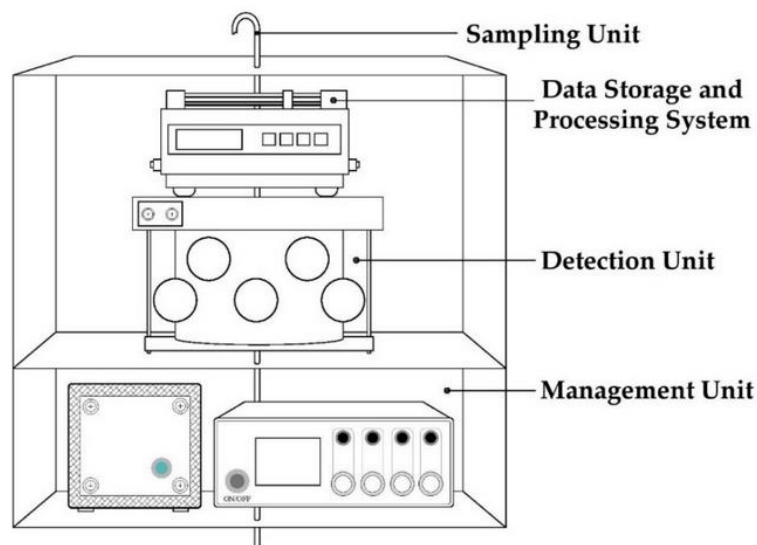 Sampling Unit
Data Storage and
Processing System
Detection Unit
Management Unit
ON/OFF